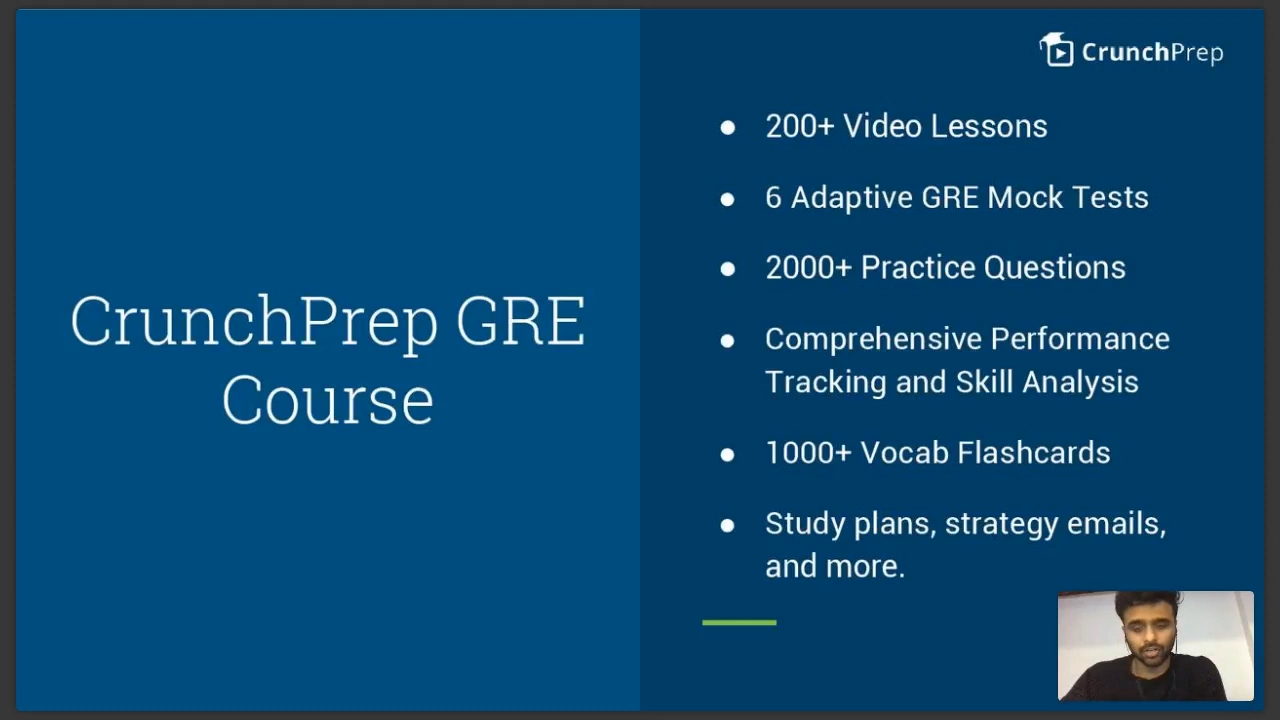 CrunchPrep
CrunchPrep GRE
Course
● 200+ Video Lessons
● 6 Adaptive GRE Mock Tests
● 2000+ Practice Questions
● Comprehensive Performance
Tracking and Skill Analysis
● 1000+ Vocab Flashcards
● Study plans, strategy emails,
and more.